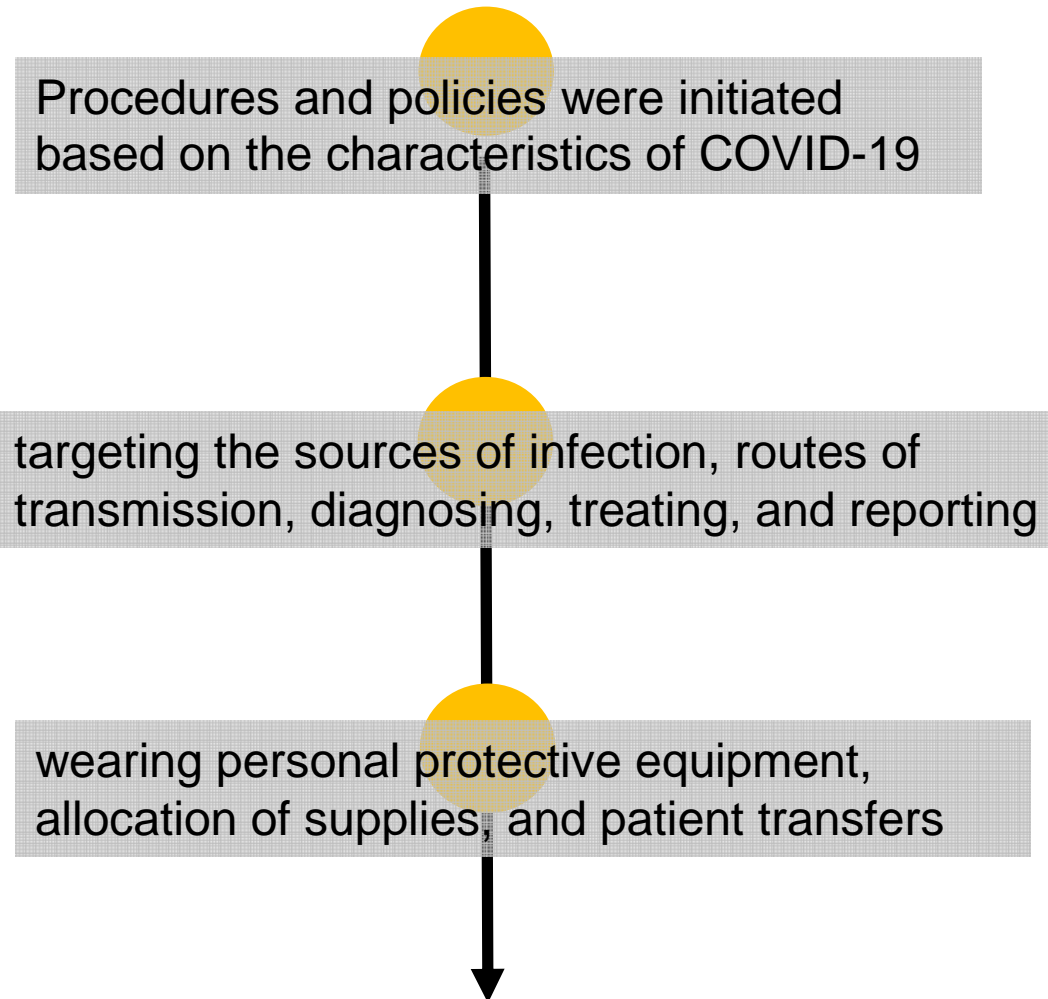 Procedures and policies were initiated
based on the characteristics of COVID-19
targeting the sources of infection, routes of
transmission, diagnosing, treating, and reporting
wearing personal protective equipment,
allocation of supplies, and patient transfers